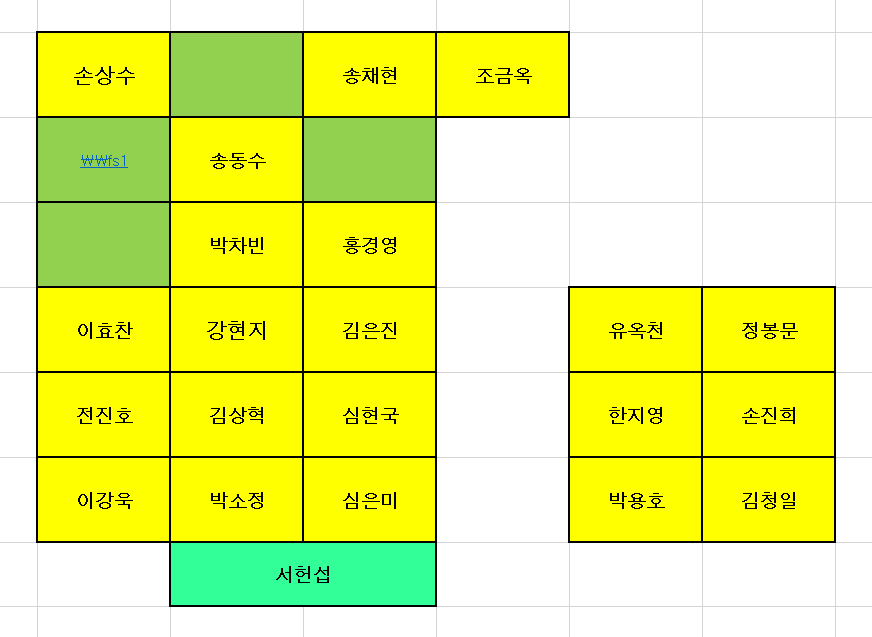 손상수 송채현 조금옥
₩₩fs1 송동수
박차빈 홍경영
이효찬 강현지 김은진 유옥천 정봉문
전진호 김상혁 심현국 한지영 손진희
이강욱 박소정 심은미 박용호 김청일
서헌섭